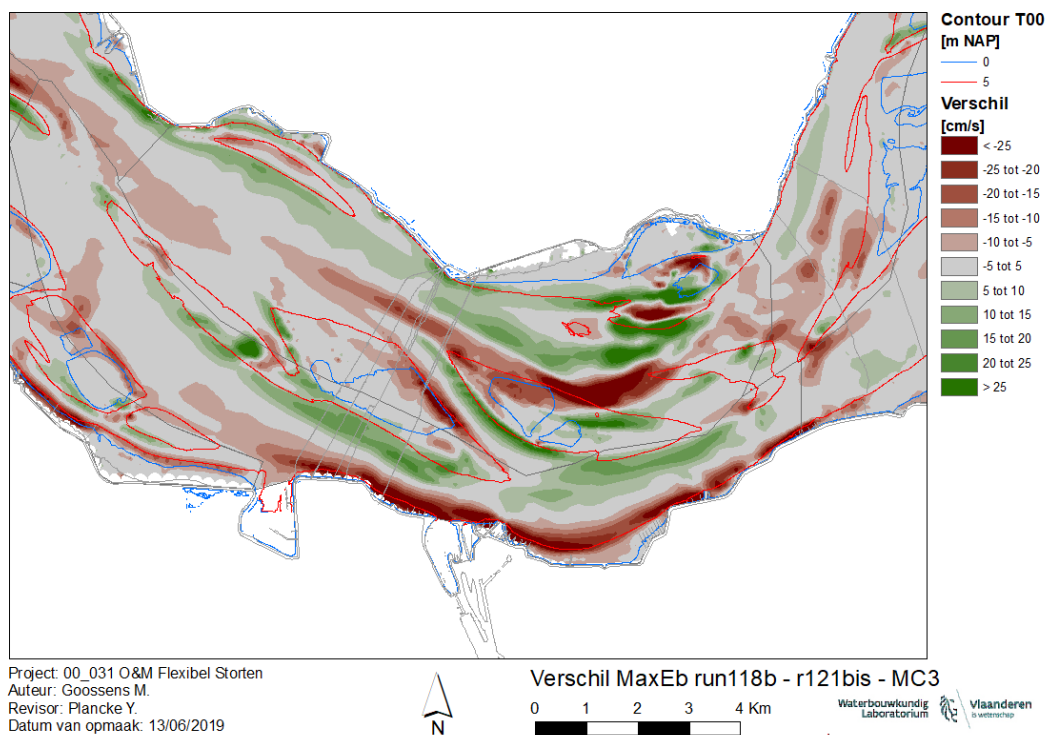 Contour T00
[m NAP]
0
5
Verschil
[cm/s]
< -25
-25 tot -20
-20 tot -15
-15 tot -10
-10 tot -5
-5 tot 5
5 tot 10
10 tot 15
15 tot 20
20 tot 25
> 25
Project: 00_031 O&M Flexibel Storten
Auteur: Goossens M.
Revisor: Plancke Y.
Datum van opmaak: 13/06/2019
N
Verschil MaxEb run118b - r121bis - MC3
0 1 2 3 4 Km
Waterbouwkundig
Laboratorium
Vlaanderen
is wetenschap